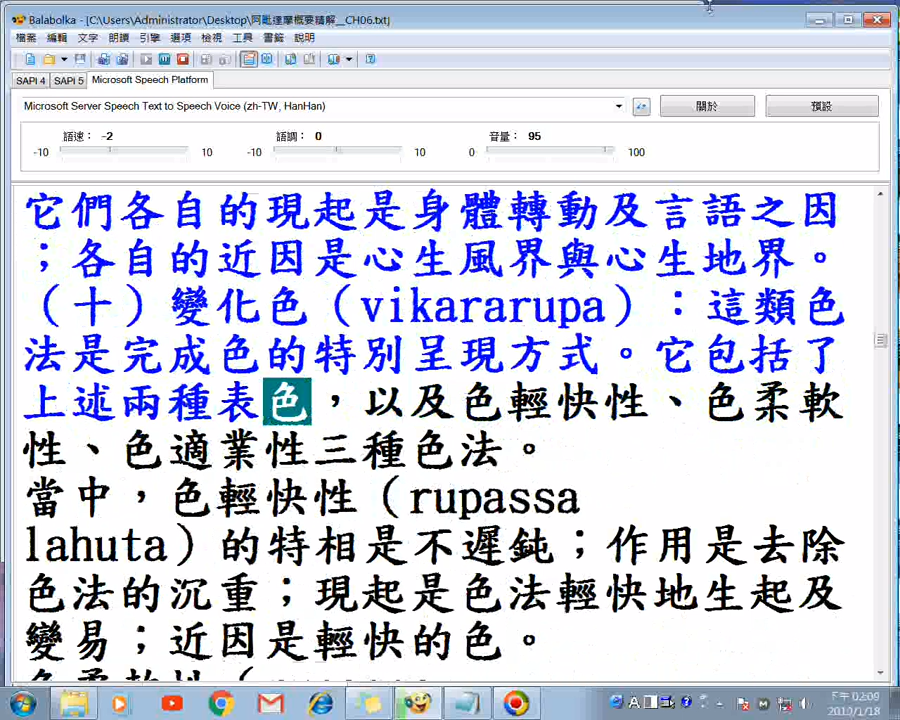 Balabolka - [C:\Users\Administrator\Desktop\阿毗達摩概要精解__CH06.txt]
檔案 編輯 文字 朗讀 引擎 選項 檢視 工具 書籤 說明
SAPI 4 SAPI 5 Microsoft Speech Platform
Microsoft Server Speech Text to Speech Voice (zh-TW, HanHan) 關於 預設
語速： -2 語調： 0 音量： 95
-10 10 -10 10 0 100
它們各自的現起是身體轉動及言語之因
；各自的近因是心生風界與心生地界。
（十）變化色（vikararupa）：這類色
法是完成色的特別呈現方式。它包括了
上述兩種表色，以及色輕快性、色柔軟
性、色適業性三種色法。
當中，色輕快性（rupassa
lahuta）的特相是不遲鈍；作用是去除
色法的沉重；現起是色法輕快地生起及
變易；近因是輕快的色。
下午 02:09
2019/1/18